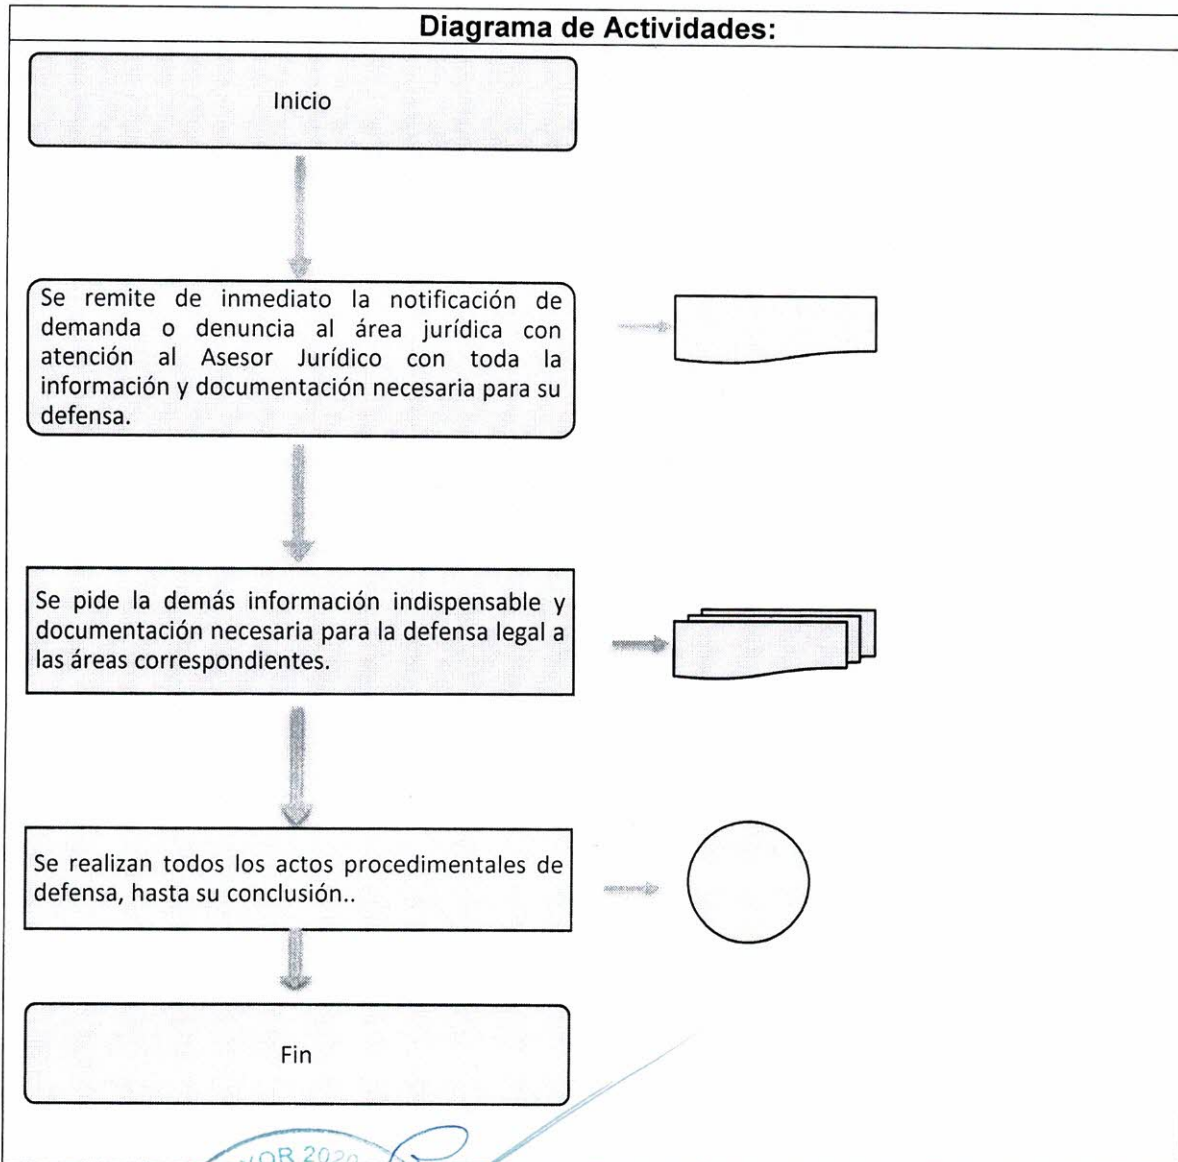 Diagrama de Actividades:
Inicio
Se remite de inmediato la notificación de
demanda o denuncia al área jurídica con
atención al Asesor Jurídico con toda la
información y documentación necesaria para su
defensa.
Se pide la demás información indispensable y
documentación necesaria para la defensa legal a
las áreas correspondientes.
Se realizan todos los actos procedimentales de
defensa, hasta su conclusión..
Fin
2020